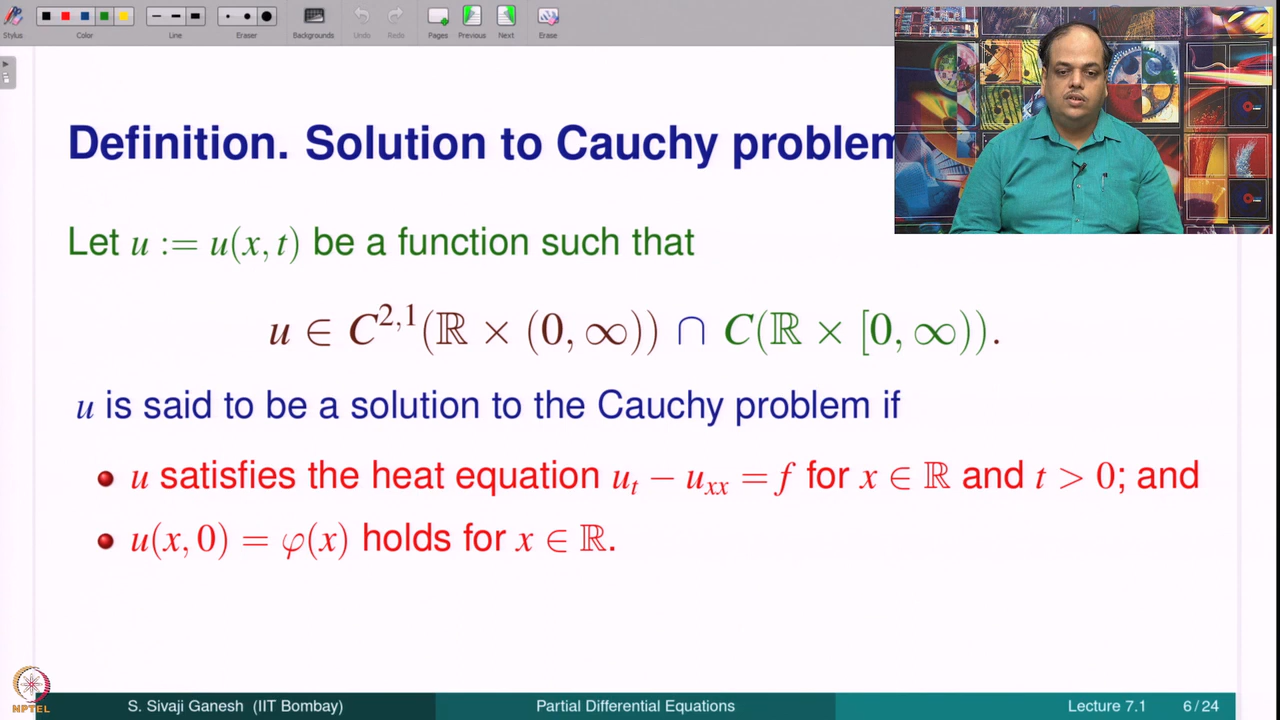 Stylus
Color
Line
Eraser
Backgrounds
Undo
Redo
Pages
Previous
Next
Erase
Definition. Solution to Cauchy problem
Let u := u(x, t) be a function such that
u ∈ C^{2,1}(ℝ × (0, ∞)) ∩ C(ℝ × [0, ∞)).
u is said to be a solution to the Cauchy problem if
u satisfies the heat equation u_t − u_{xx} = f for x ∈ ℝ and t > 0; and
u(x, 0) = φ(x) holds for x ∈ ℝ.
NPTEL
S. Sivaji Ganesh (IIT Bombay)
Partial Differential Equations
Lecture 7.1
6 / 24